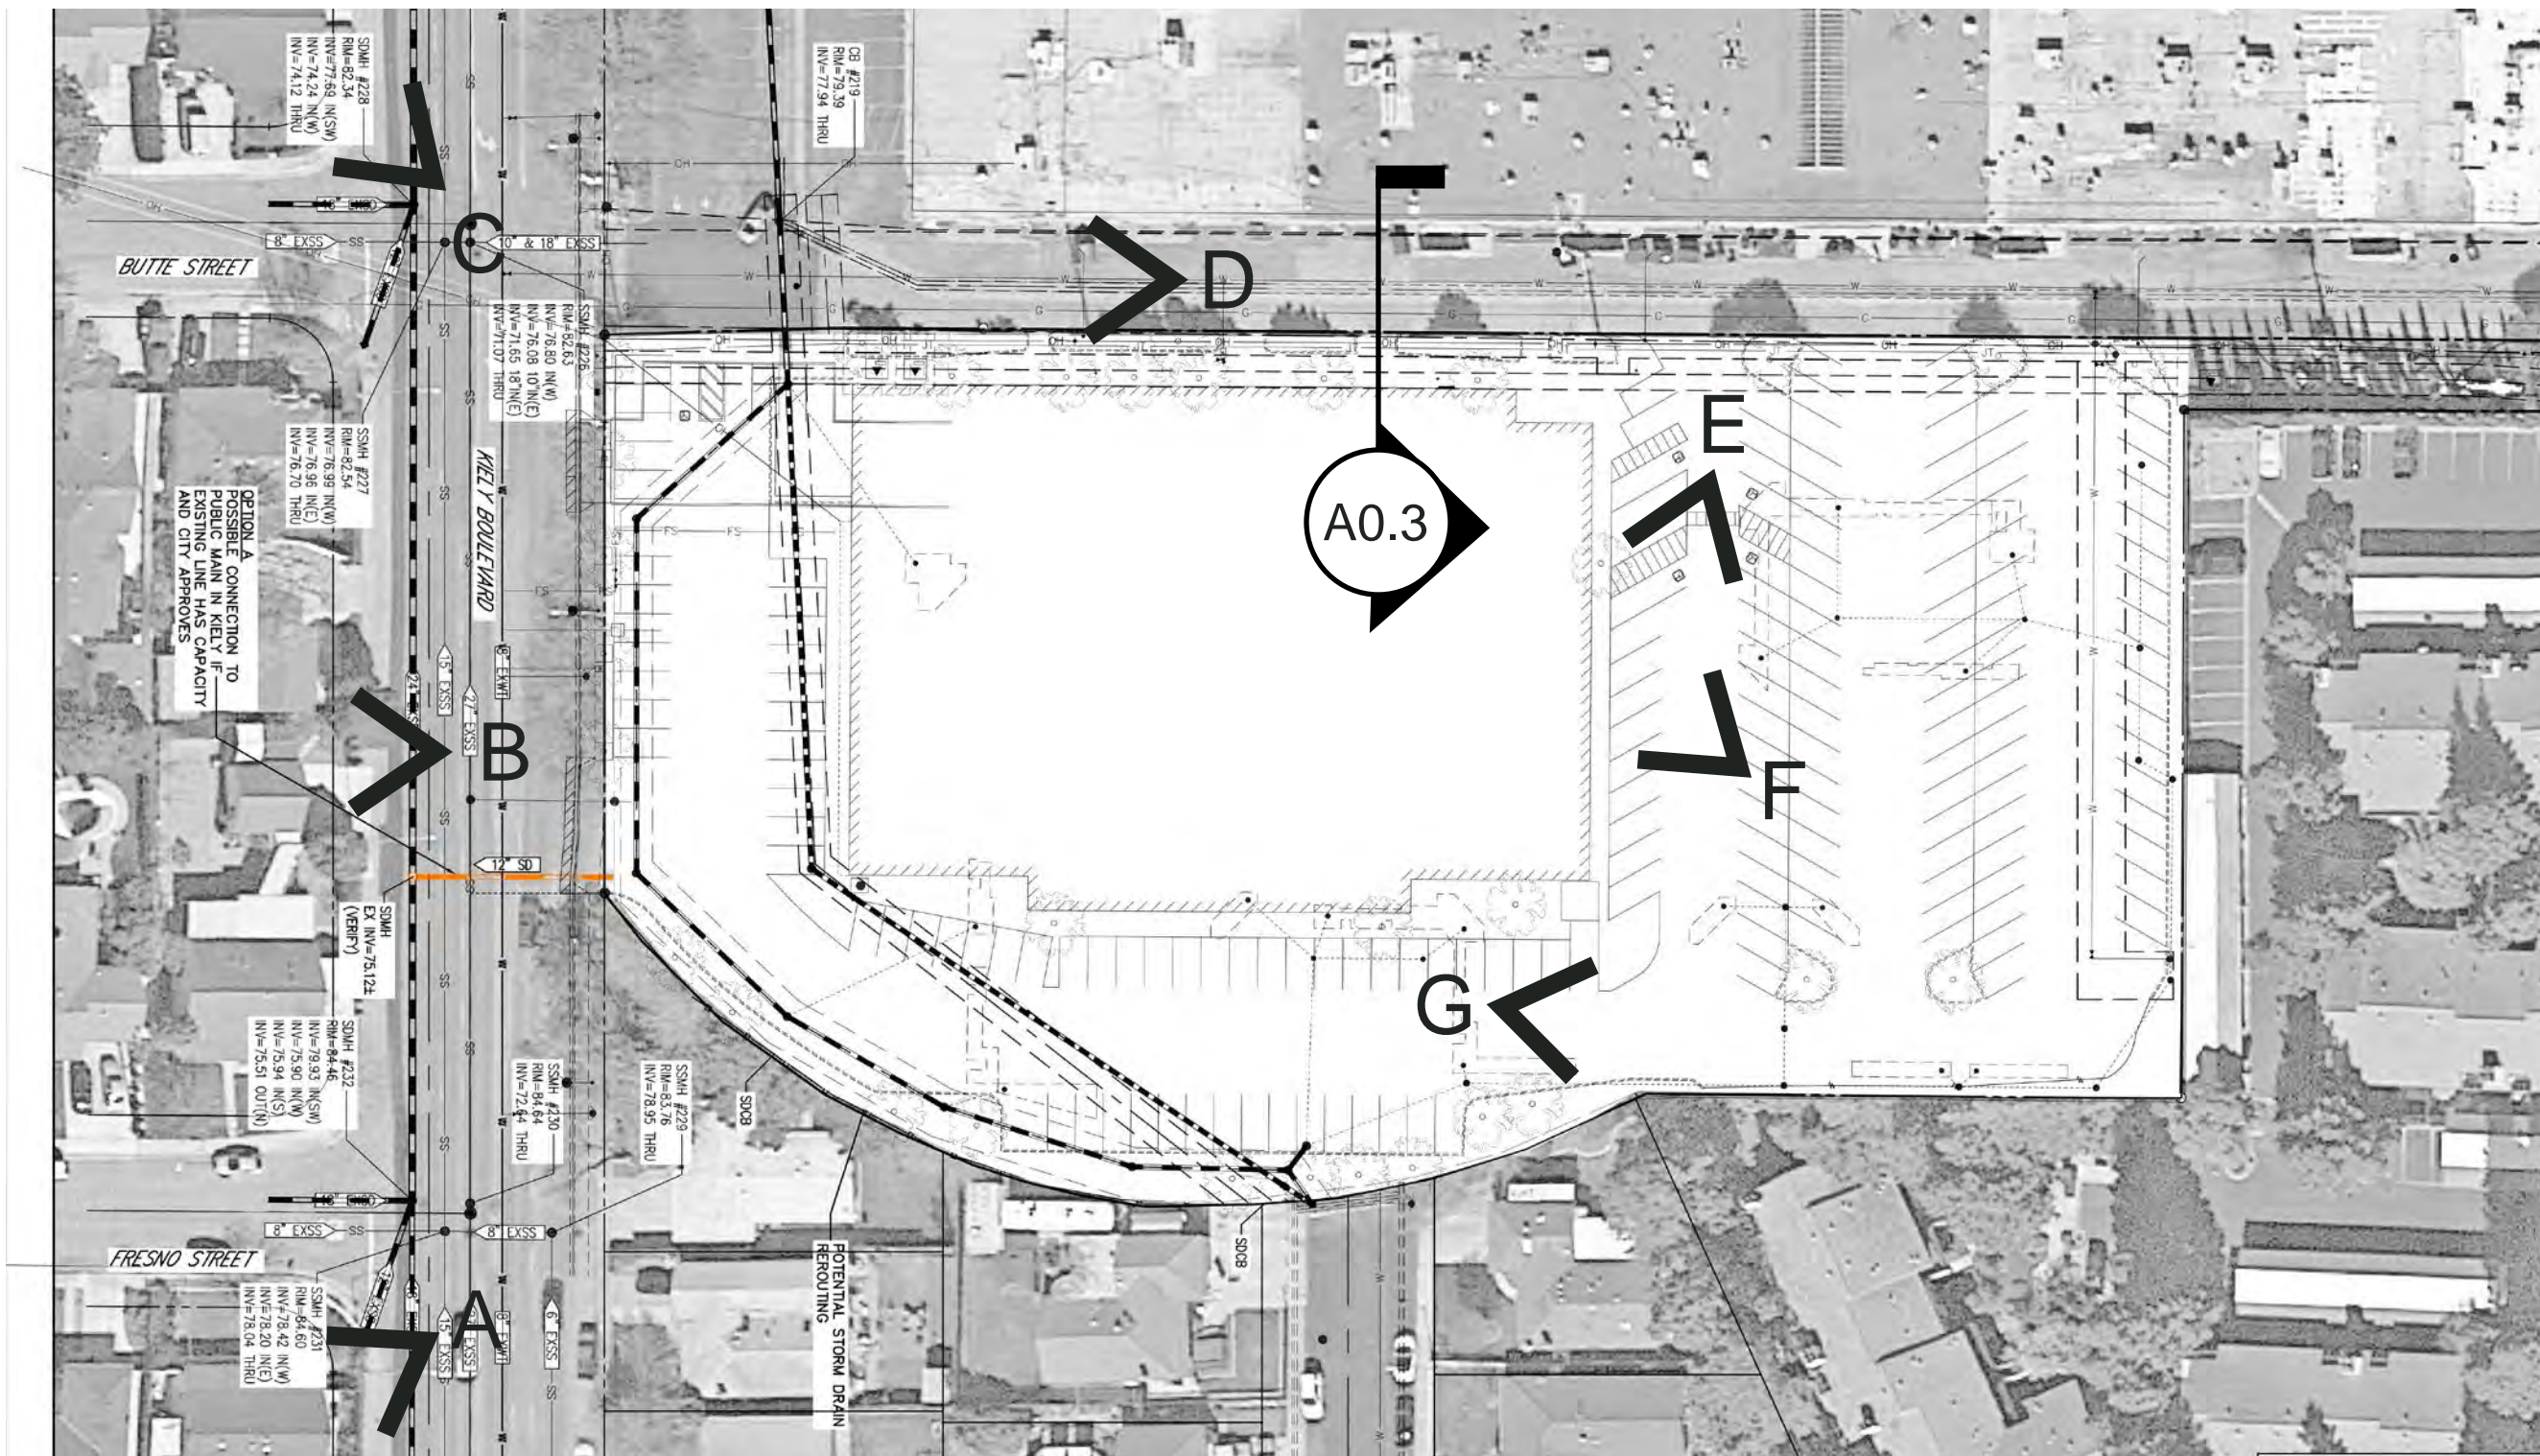 SDMH #228
RIM=82.34
INV=77.69 IN(SW)
INV=74.24 IN(W)
INV=74.12 THRU
CB #219
RIM=79.39
INV=77.94 THRU
8" EXSS
C
10" & 18" EXSS
BUTTE STREET
D
SSMH #226
RIM=82.63
INV=76.80 IN(W)
INV=76.08 10"IN(E)
INV=71.65 18"IN(E)
INV=71.07 THRU
SSMH #227
RIM=82.54
INV=76.99 IN(W)
INV=76.96 IN(E)
INV=76.70 THRU
KIELY BOULEVARD
E
A0.3
OPTION A
POSSIBLE CONNECTION TO
PUBLIC MAIN IN KIELY IF
EXISTING LINE HAS CAPACITY
AND CITY APPROVES
15" EXSS
27" EXSS
8" EXWT
B
F
12" SD
SDMH
EX INV=75.12±
(VERIFY)
G
SDMH #232
RIM=84.46
INV=79.93 IN(SW)
INV=75.90 IN(W)
INV=75.94 IN(S)
INV=75.51 OUT(N)
SSMH #230
RIM=84.64
INV=72.64 THRU
SSMH #229
RIM=83.76
INV=78.95 THRU
SDCB
8" EXSS
8" EXSS
FRESNO STREET
SDCB
POTENTIAL STORM DRAIN
REROUTING
SSMH #231
RIM=84.60
INV=78.42 IN(W)
INV=78.20 IN(E)
INV=78.04 THRU
A
15" EXSS
8" EXWT
6" EXSS